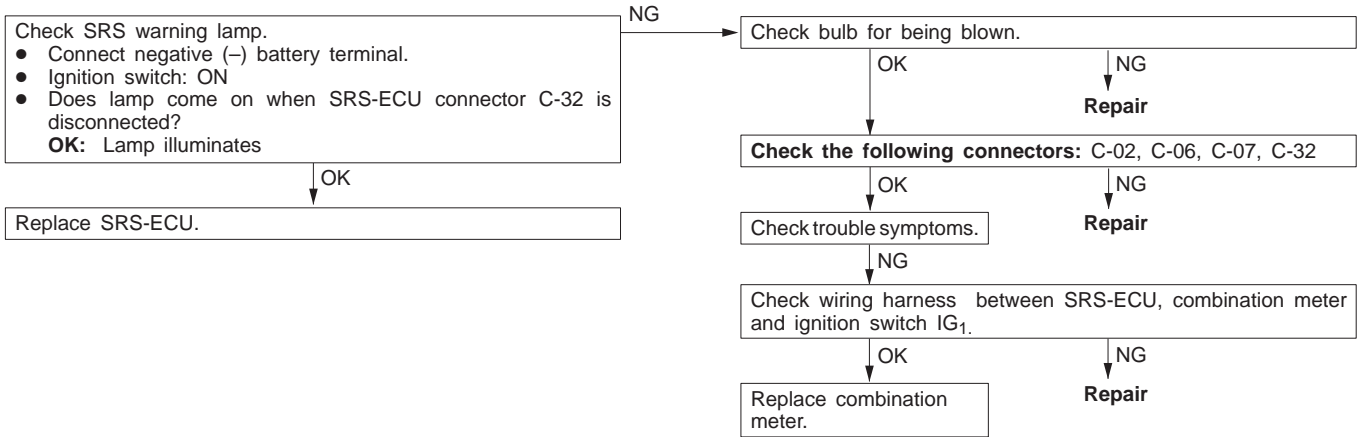 Check SRS warning lamp.
● Connect negative (–) battery terminal.
● Ignition switch: ON
● Does lamp come on when SRS-ECU connector C-32 is
disconnected?
OK: Lamp illuminates
NG
OK
Replace SRS-ECU.
Check bulb for being blown.
OK
NG
Repair
Check the following connectors: C-02, C-06, C-07, C-32
OK
NG
Repair
Check trouble symptoms.
NG
Check wiring harness between SRS-ECU, combination meter
and ignition switch IG1.
OK
NG
Repair
Replace combination
meter.